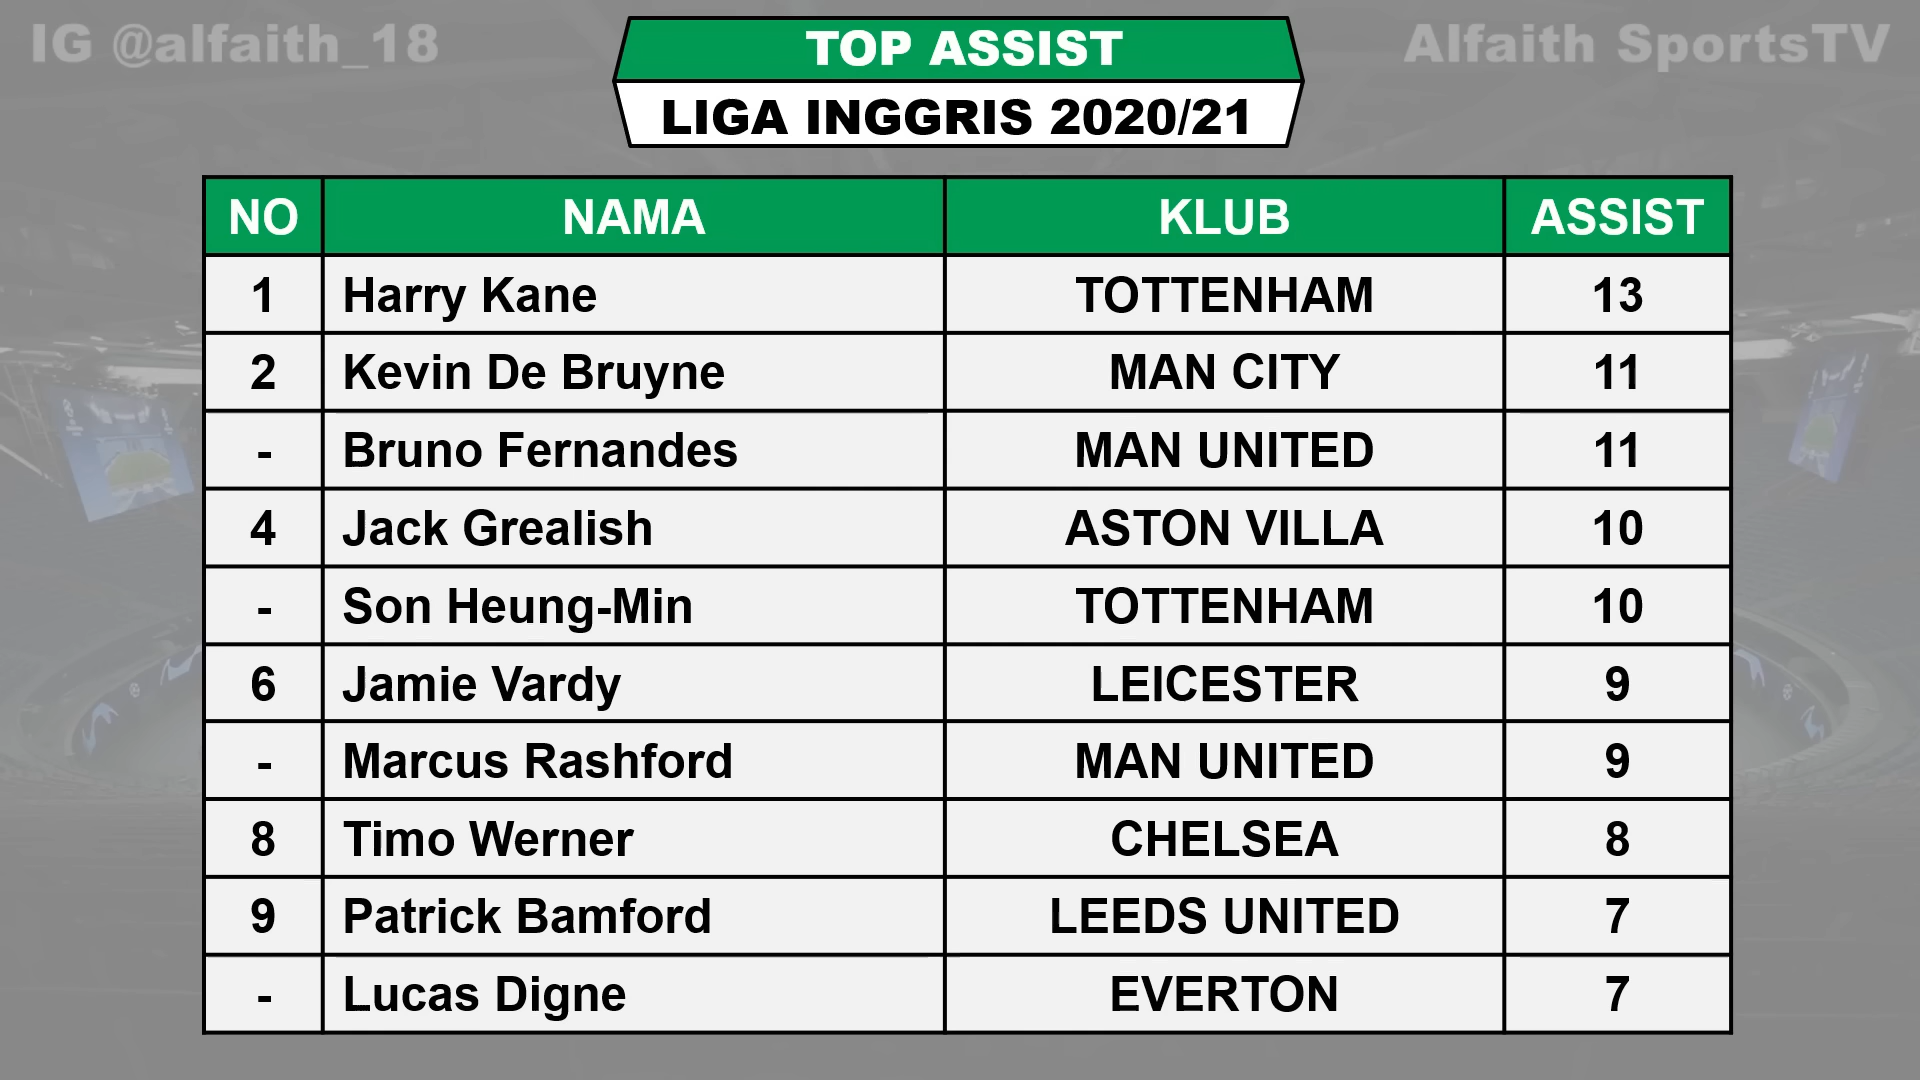 IG @alfaith_18
TOP ASSIST
Alfaith SportsTV
LIGA INGGRIS 2020/21
NO NAMA KLUB ASSIST
1 Harry Kane TOTTENHAM 13
2 Kevin De Bruyne MAN CITY 11
- Bruno Fernandes MAN UNITED 11
4 Jack Grealish ASTON VILLA 10
- Son Heung-Min TOTTENHAM 10
6 Jamie Vardy LEICESTER 9
- Marcus Rashford MAN UNITED 9
8 Timo Werner CHELSEA 8
9 Patrick Bamford LEEDS UNITED 7
- Lucas Digne EVERTON 7